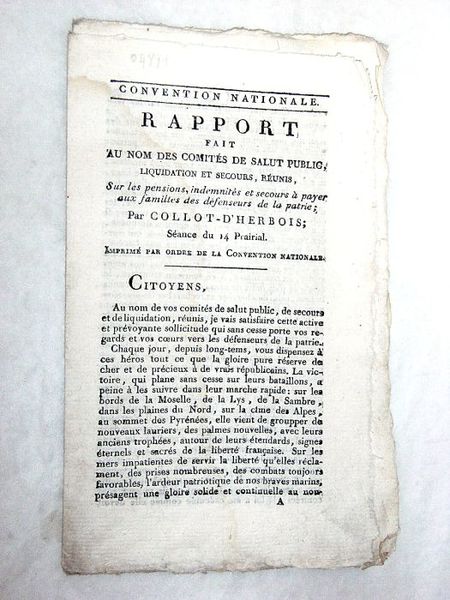 CONVENTION NATIONALE.
RAPPORT
FAIT
AU NOM DES COMITÉS DE SALUT PUBLIC,
LIQUIDATION ET SECOURS, RÉUNIS,
Sur les pensions, indemnités et secours à payer
aux familles des défenseurs de la patrie;
Par COLLOT-D'HERBOIS;
Séance du 14 Prairial.
IMPRIMÉ PAR ORDRE DE LA CONVENTION NATIONALE.
CITOYENS,
Au nom de vos comités de salut public, de secours
et de liquidation, réunis, je vais satisfaire cette active
et prévoyante sollicitude qui sans cesse porte vos re-
gards et vos cœurs vers les défenseurs de la patrie.
Chaque jour, depuis long-tems, vous dispensez à
ces héros tout ce que la gloire pure réserve de
cher et de précieux à de vrais républicains. La vic-
toire, qui plane sans cesse sur leurs bataillons, a
peine à les suivre dans leur marche rapide: sur les
bords de la Moselle, de la Lys, de la Sambre,
dans les plaines du Nord, sur la cime des Alpes,
au sommet des Pyrénées, elle vient de groupper de
nouveaux lauriers, des palmes nouvelles, avec leurs
anciens trophées, autour de leurs étendards, signes
éternels et sacrés de la liberté française. Sur les
mers impatientes de servir la liberté qu'elles récla-
ment, des prises nombreuses, des combats toujours
favorables, l'ardeur patriotique de nos braves marins,
présagent une gloire solide et continuelle au nom
A